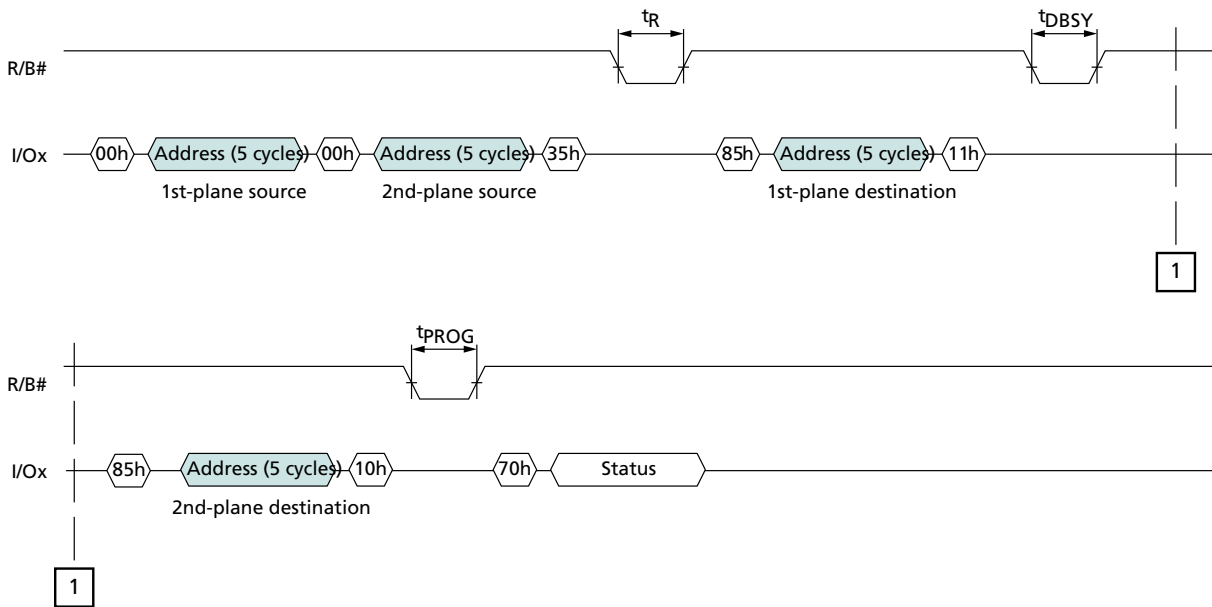 tR tDBSY
R/B#
I/Ox 00h Address (5 cycles) 00h Address (5 cycles) 35h 85h Address (5 cycles) 11h
1st-plane source 2nd-plane source 1st-plane destination
1
tPROG
R/B#
I/Ox 85h Address (5 cycles) 10h 70h Status
2nd-plane destination
1